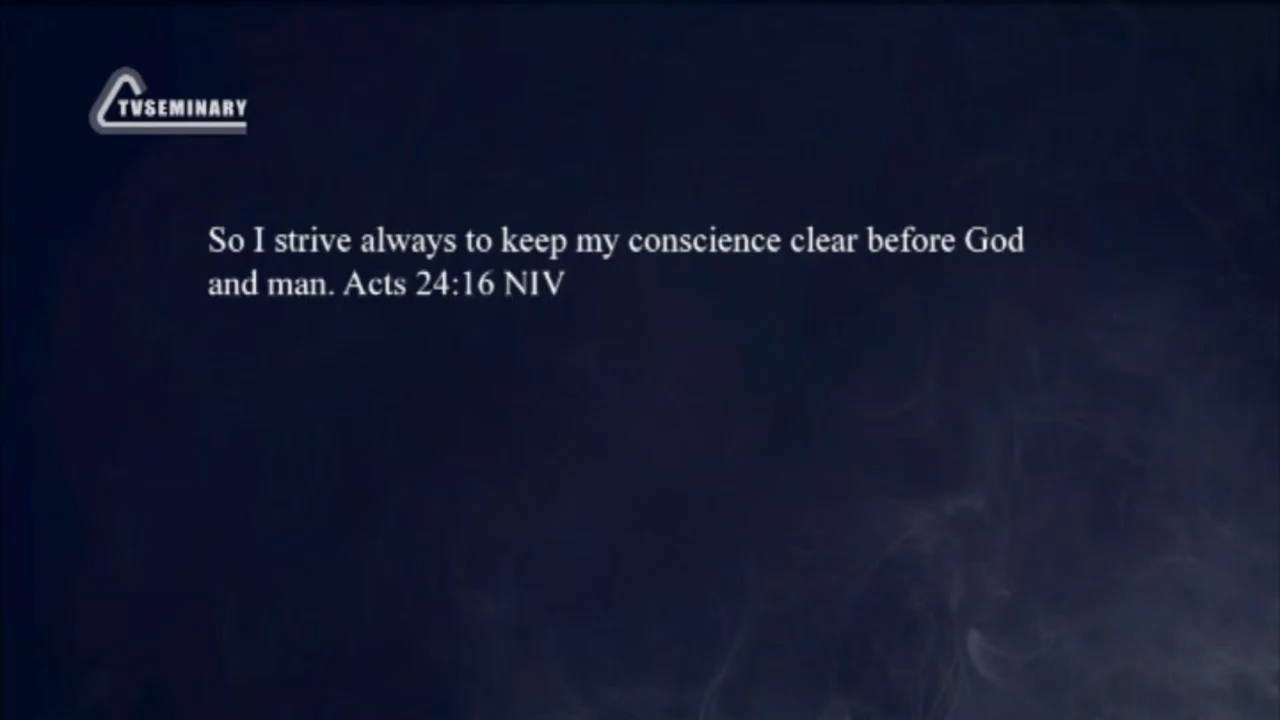 TVSEMINARY
So I strive always to keep my conscience clear before God
and man. Acts 24:16 NIV